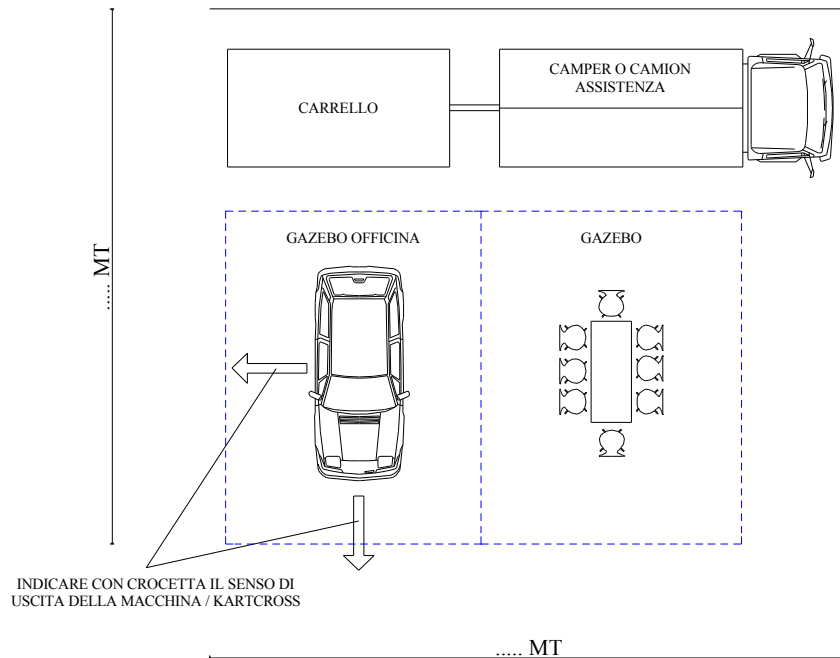 CAMPER O CAMION
ASSISTENZA
CARRELLO
GAZEBO OFFICINA
GAZEBO
..... MT
INDICARE CON CROCETTA IL SENSO DI
USCITA DELLA MACCHINA / KARTCROSS
..... MT